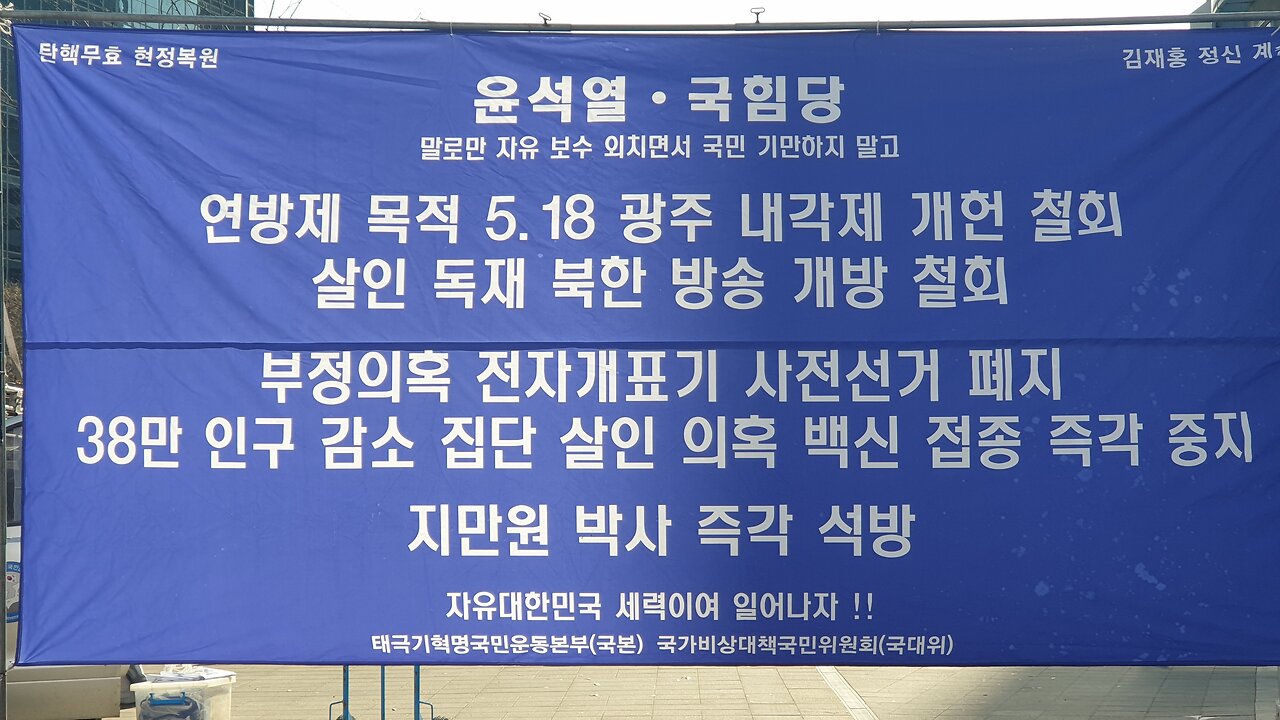 탄핵무효 현정복원
김재홍 정신 계
윤석열 · 국힘당
말로만 자유 보수 외치면서 국민 기만하지 말고
연방제 목적 5.18 광주 내각제 개헌 철회
살인 독재 북한 방송 개방 철회
부정의혹 전자개표기 사전선거 폐지
38만 인구 감소 집단 살인 의혹 백신 접종 즉각 중지
지만원 박사 즉각 석방
자유대한민국 세력이여 일어나자 !!
태극기혁명국민운동본부(국본) 국가비상대책국민위원회(국대위)